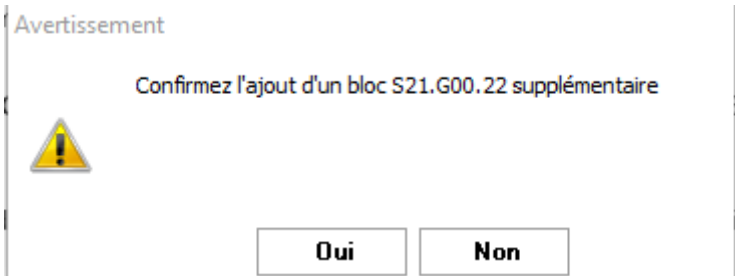 Avertissement
Confirmez l'ajout d'un bloc S21.G00.22 supplémentaire
Oui
Non